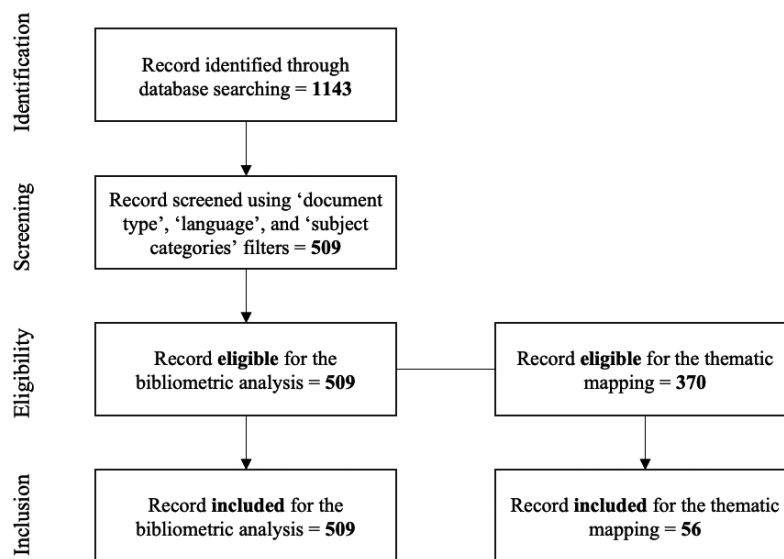 Identification
Record identified through
database searching = 1143
Screening
Record screened using ‘document
type’, ‘language’, and ‘subject
categories’ filters = 509
Eligibility
Record eligible for the
bibliometric analysis = 509
Record eligible for the thematic
mapping = 370
Inclusion
Record included for the
bibliometric analysis = 509
Record included for the thematic
mapping = 56